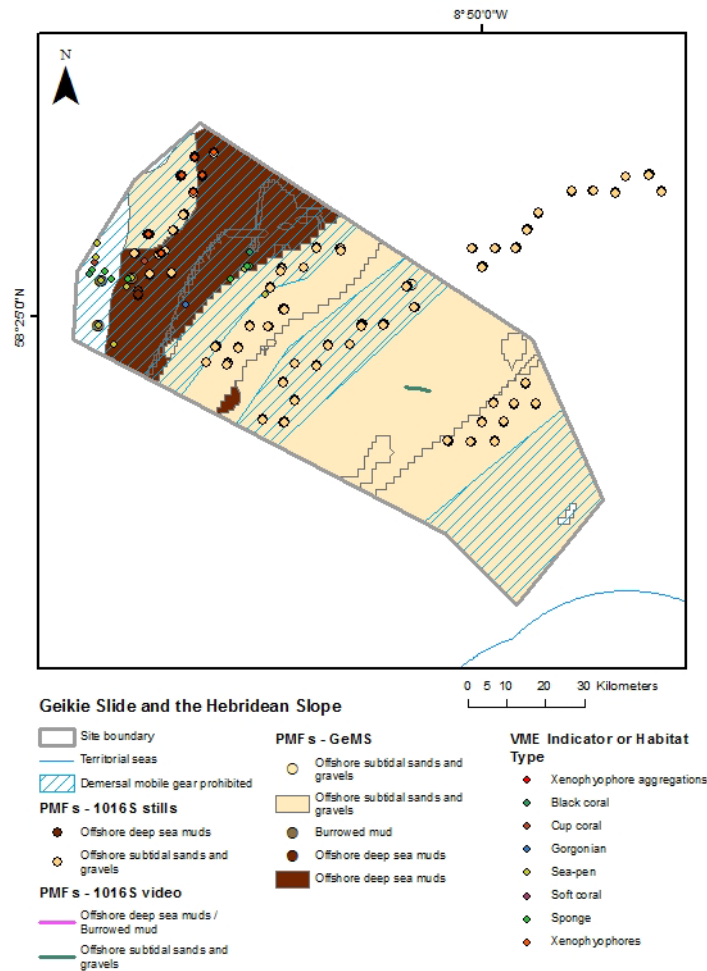 8°50'0"W
N
58°25'0"N
0 5 10 20 30 Kilometers
Geikie Slide and the Hebridean Slope
Site boundary
Territorial seas
Demersal mobile gear prohibited
PMFs - 1016S stills
Offshore deep sea muds
Offshore subtidal sands and
gravels
PMFs - 1016S video
Offshore deep sea muds /
Burrowed mud
Offshore subtidal sands and
gravels
PMFs - GeMS
Offshore subtidal sands and
gravels
Offshore subtidal sands and
gravels
Burrowed mud
Offshore deep sea muds
Offshore deep sea muds
VME Indicator or Habitat
Type
Xenophyophore aggregations
Black coral
Cup coral
Gorgonian
Sea-pen
Soft coral
Sponge
Xenophyophores